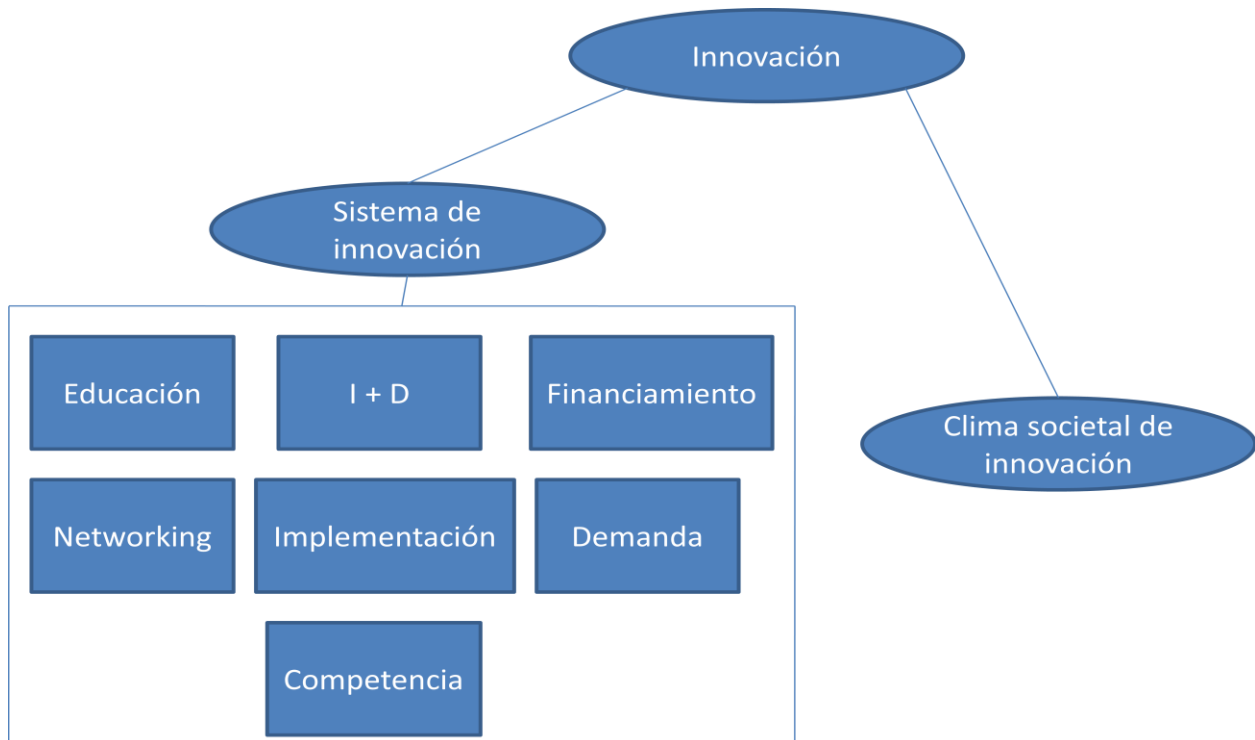 Innovación
Sistema de
innovación
Educación
I + D
Financiamiento
Clima societal de
innovación
Networking
Implementación
Demanda
Competencia